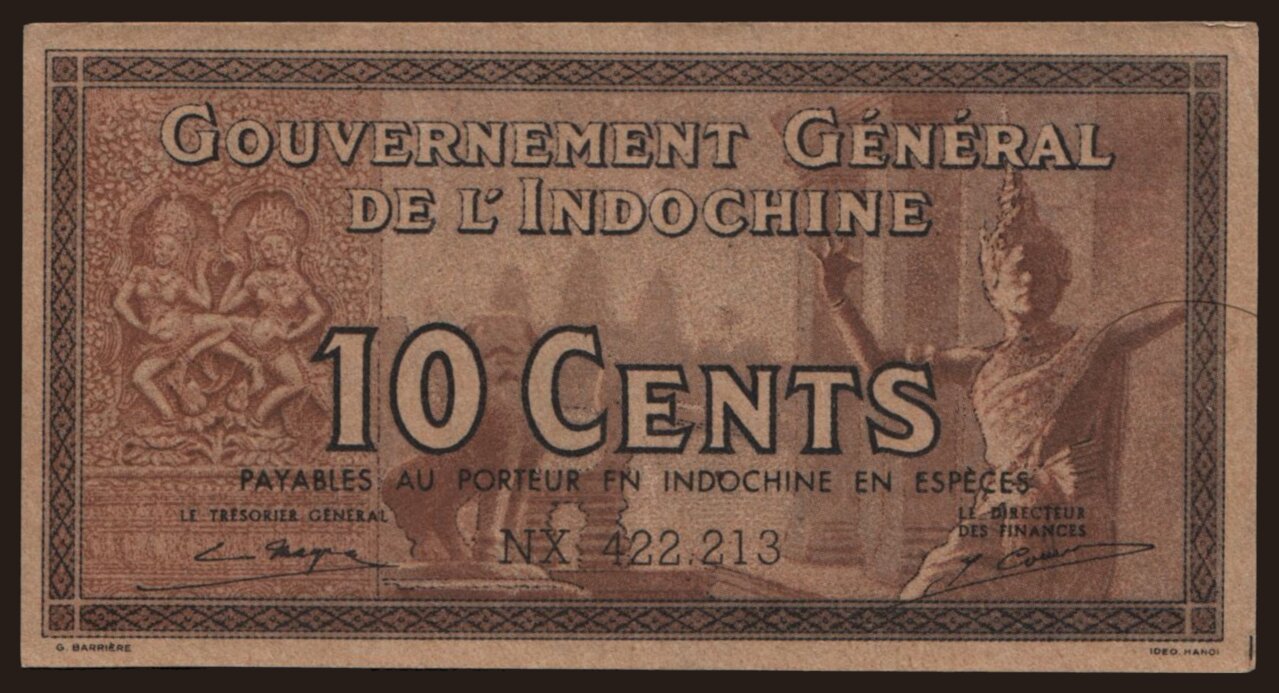 GOUVERNEMENT GÉNÉRAL
DE L'INDOCHINE
10 CENTS
PAYABLES AU PORTEUR EN INDOCHINE EN ESPÈCES
LE TRÉSORIER GÉNÉRAL
LE DIRECTEUR
DES FINANCES
NX 422.213
G. BARRIÈRE
IDEO. HANOI